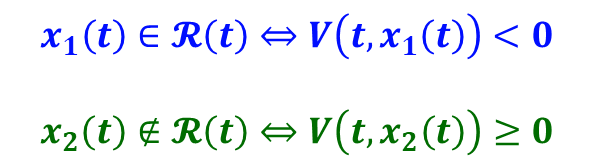 x₁(t) ∈ ℛ(t) ⇔ V(t, x₁(t)) < 0
x₂(t) ∉ ℛ(t) ⇔ V(t, x₂(t)) ≥ 0